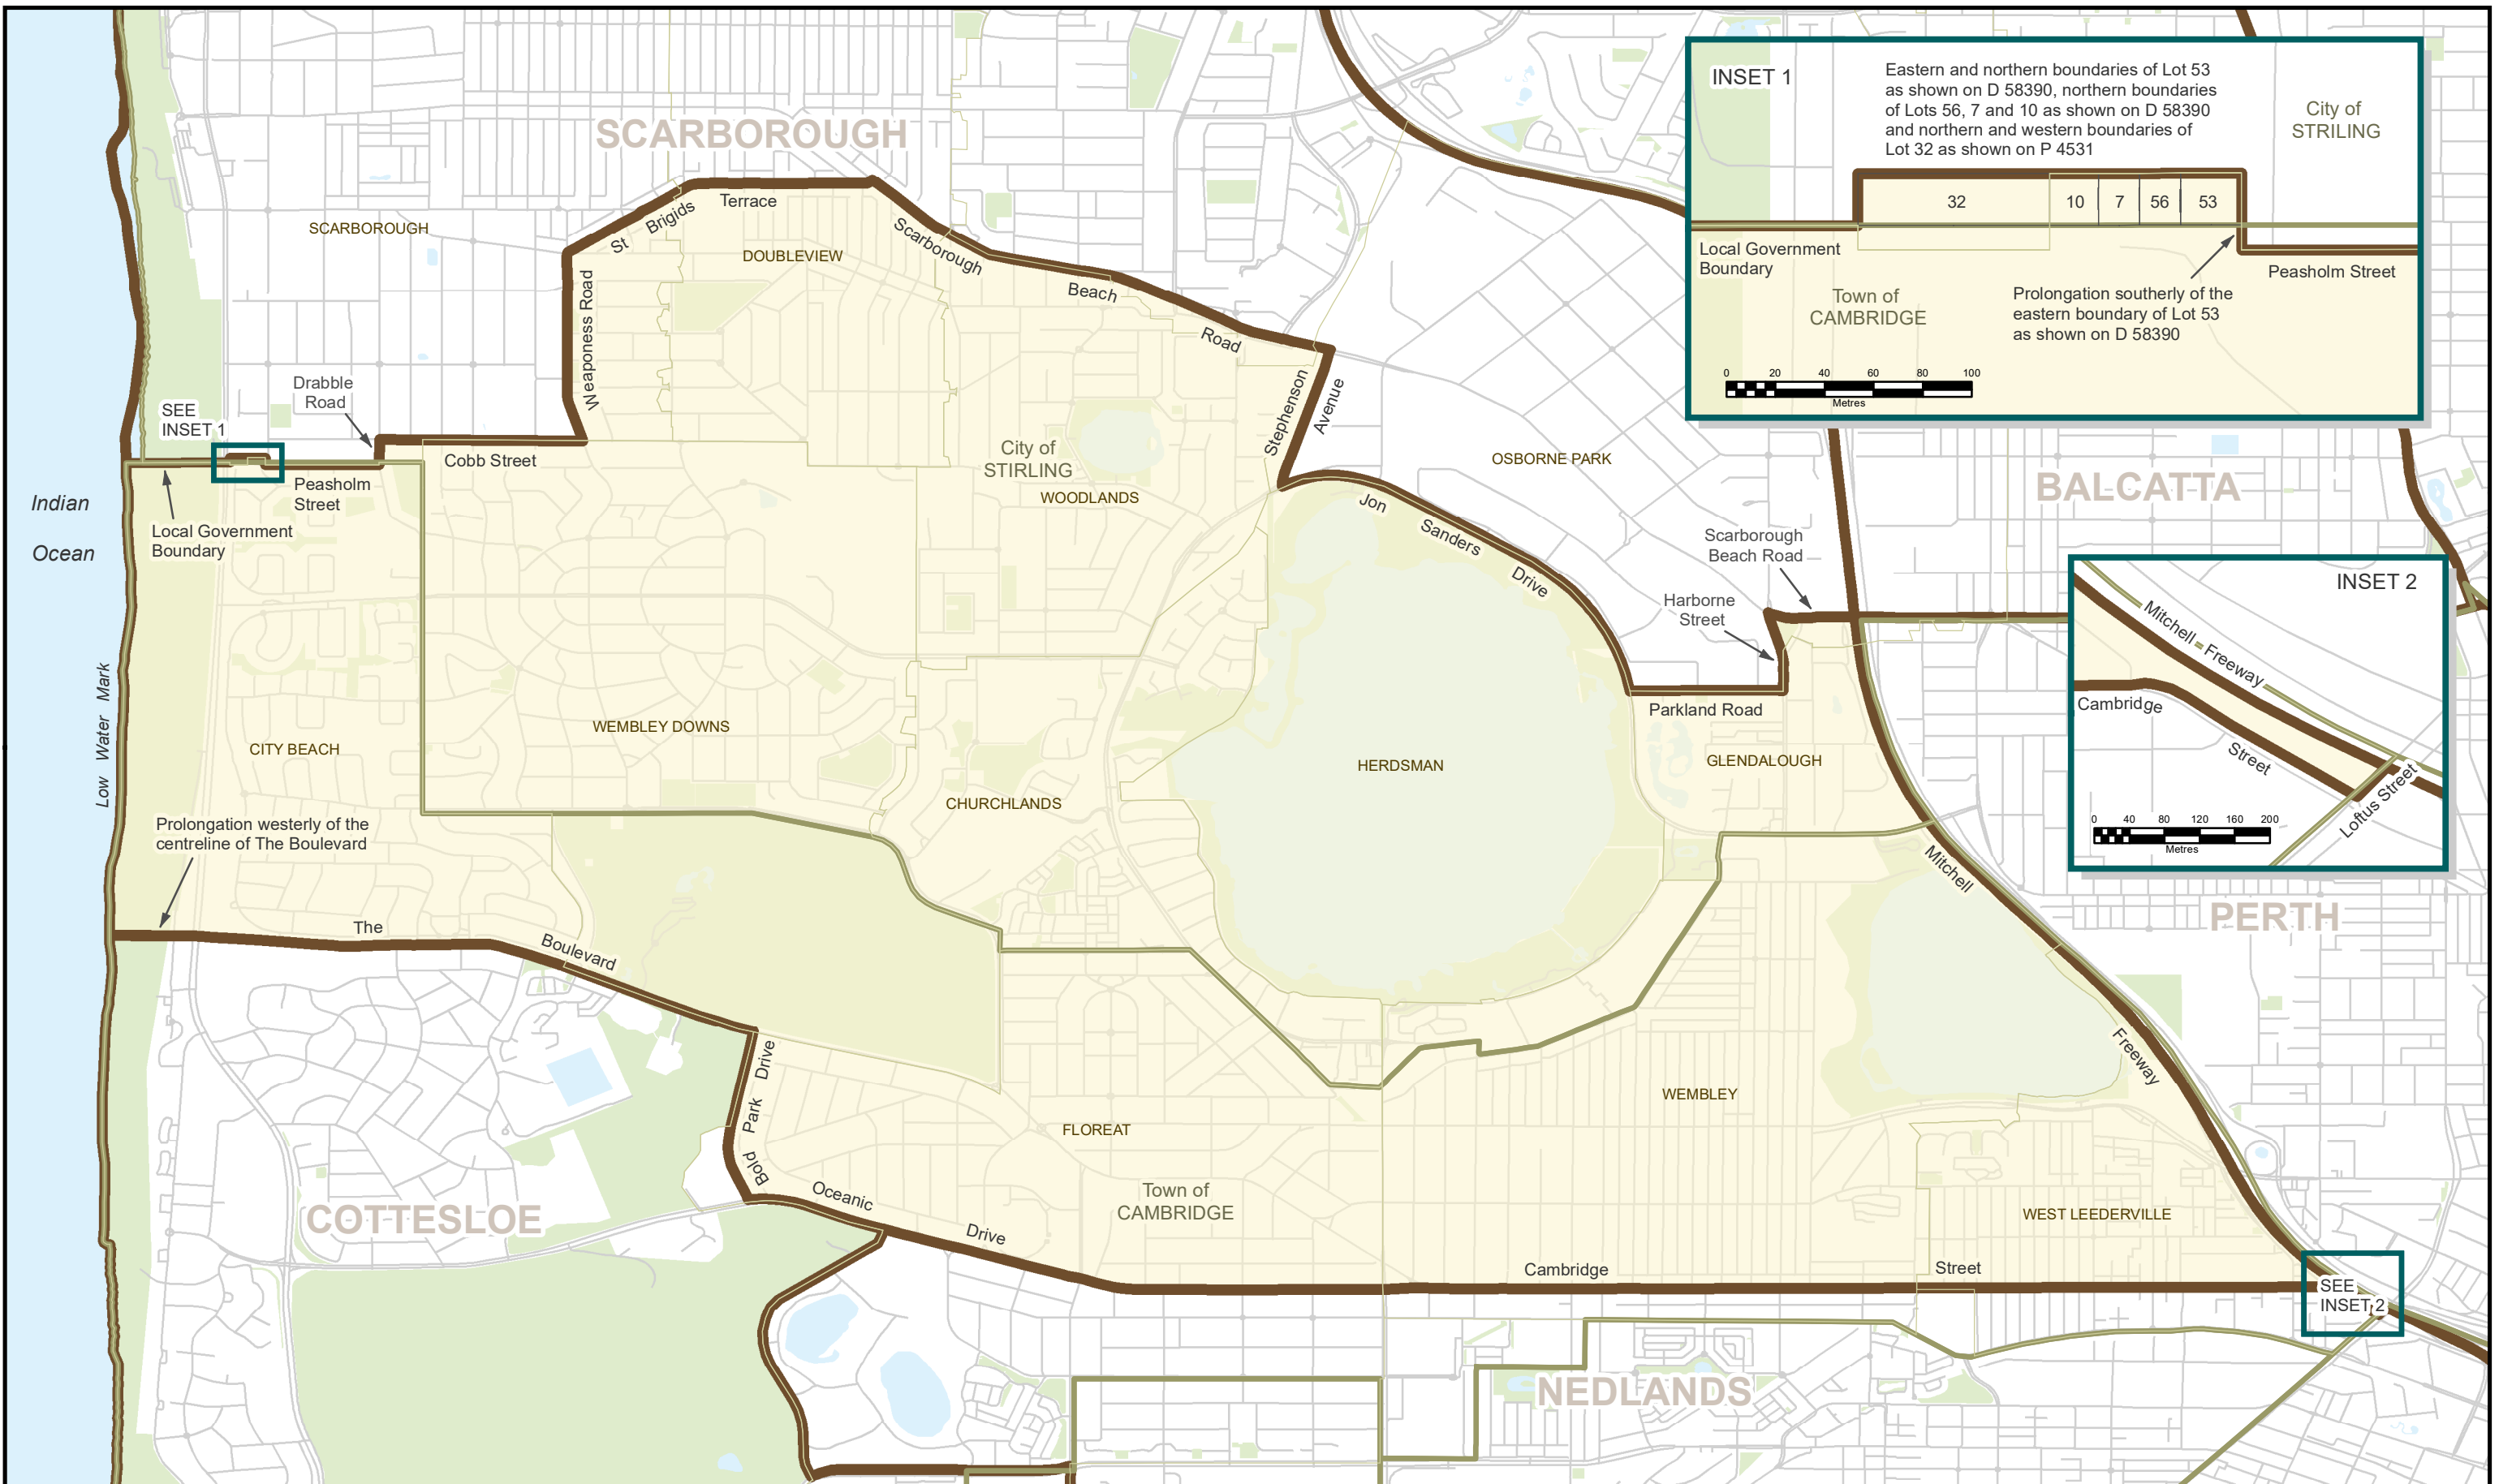 INSET 1
Eastern and northern boundaries of Lot 53
as shown on D 58390, northern boundaries
of Lots 56, 7 and 10 as shown on D 58390
and northern and western boundaries of
Lot 32 as shown on P 4531
City of
STRILING
32
10
7
56
53
Local Government
Boundary
Peasholm Street
Town of
CAMBRIDGE
Prolongation southerly of the
eastern boundary of Lot 53
as shown on D 58390
0 20 40 60 80 100
Metres
SCARBOROUGH
SCARBOROUGH
St Brigids Terrace
DOUBLEVIEW
Scarborough Beach Road
Weaponess Road
Drabble
Road
SEE
INSET 1
Cobb Street
Peasholm
Street
Local Government
Boundary
Indian
Ocean
City of
STIRLING
WOODLANDS
Stephenson
Avenue
Jon Sanders Drive
OSBORNE PARK
BALCATTA
Scarborough
Beach Road
Harborne
Street
Parkland Road
INSET 2
Mitchell Freeway
Cambridge
Street
Loftus Street
0 40 80 120 160 200
Metres
Low Water Mark
CITY BEACH
WEMBLEY DOWNS
CHURCHLANDS
HERDSMAN
GLENDALOUGH
Prolongation westerly of the
centreline of The Boulevard
The Boulevard
Mitchell Freeway
PERTH
Bold Park Drive
FLOREAT
WEMBLEY
Oceanic Drive
Town of
CAMBRIDGE
WEST LEEDERVILLE
COTTESLOE
Cambridge Street
SEE
INSET 2
NEDLANDS